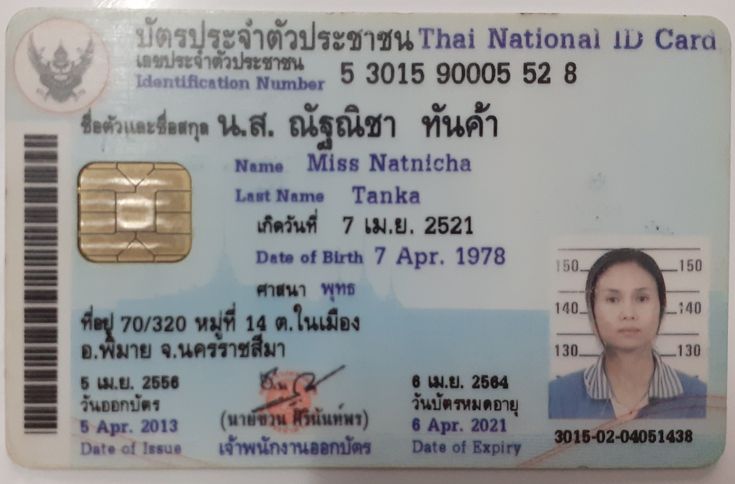 บัตรประจำตัวประชาชน Thai National ID Card
เลขประจำตัวประชาชน
Identification Number 5 3015 90005 52 8
ชื่อตัวและชื่อสกุล น.ส. ณัฐณิชา ทันค้า
Name Miss Natnicha
Last Name Tanka
เกิดวันที่ 7 เม.ย. 2521
Date of Birth 7 Apr. 1978
ศาสนา พุทธ
ที่อยู่ 70/320 หมู่ที่ 14 ต.ในเมือง
อ.พิมาย จ.นครราชสีมา
5 เม.ย. 2556
วันออกบัตร
5 Apr. 2013
Date of Issue
(นายชวน ศิรินันท์พร)
เจ้าพนักงานออกบัตร
6 เม.ย. 2564
วันบัตรหมดอายุ
6 Apr. 2021
Date of Expiry
150 150
140 140
130 130
3015-02-04051438